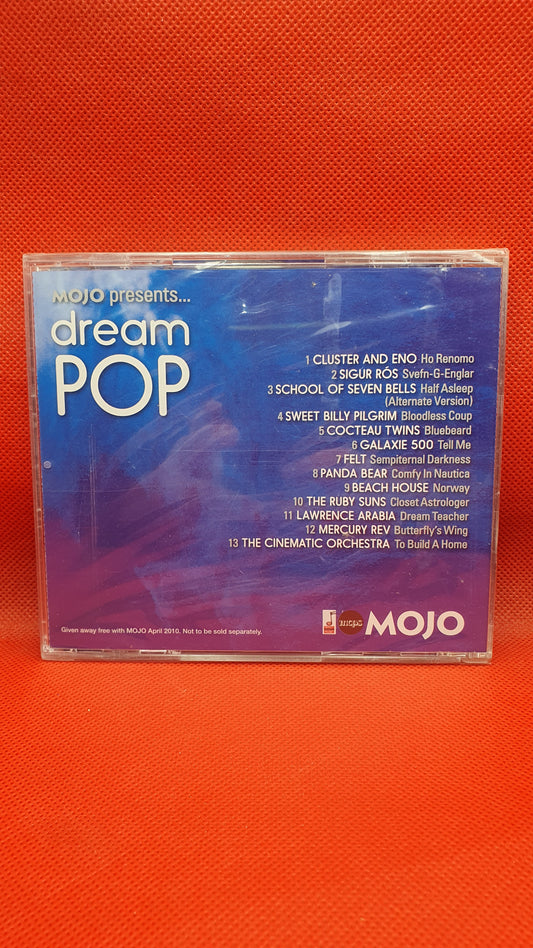 MOJO presents...
dream
POP
1 CLUSTER AND ENO Ho Renomo
2 SIGUR RÓS Svefn-G-Englar
3 SCHOOL OF SEVEN BELLS Half Asleep
(Alternate Version)
4 SWEET BILLY PILGRIM Bloodless Coup
5 COCTEAU TWINS Bluebeard
6 GALAXIE 500 Tell Me
7 FELT Sempiternal Darkness
8 PANDA BEAR Comfy In Nautica
9 BEACH HOUSE Norway
10 THE RUBY SUNS Closet Astrologer
11 LAWRENCE ARABIA Dream Teacher
12 MERCURY REV Butterfly's Wing
13 THE CINEMATIC ORCHESTRA To Build A Home
Given away free with MOJO April 2010. Not to be sold separately.
mcps MOJO